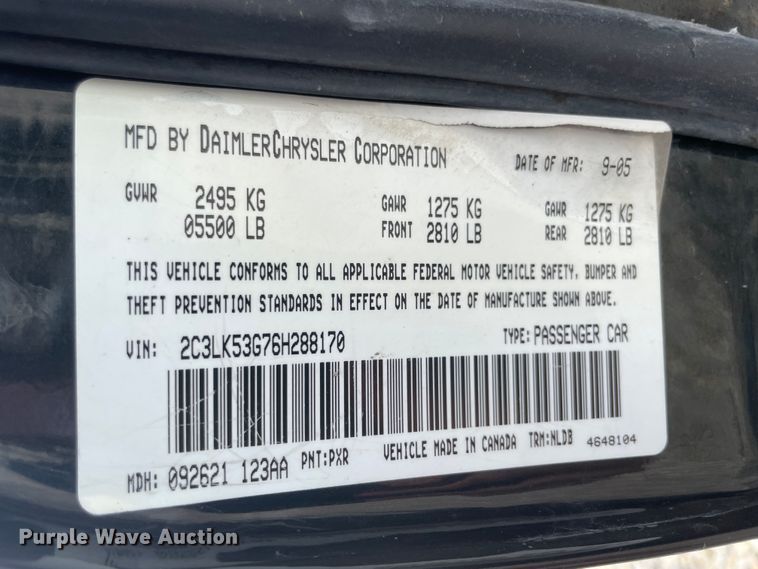 MFD BY DAIMLERCHRYSLER CORPORATION DATE OF MFR: 9-05
GVWR 2495 KG GAWR 1275 KG GAWR 1275 KG
05500 LB FRONT 2810 LB REAR 2810 LB
THIS VEHICLE CONFORMS TO ALL APPLICABLE FEDERAL MOTOR VEHICLE SAFETY, BUMPER AND
THEFT PREVENTION STANDARDS IN EFFECT ON THE DATE OF MANUFACTURE SHOWN ABOVE.
VIN: 2C3LK53G76H288170 TYPE: PASSENGER CAR
MDH: 092621 123AA PNT:PXR VEHICLE MADE IN CANADA TRM:NLDB 4648104
Purple Wave Auction®